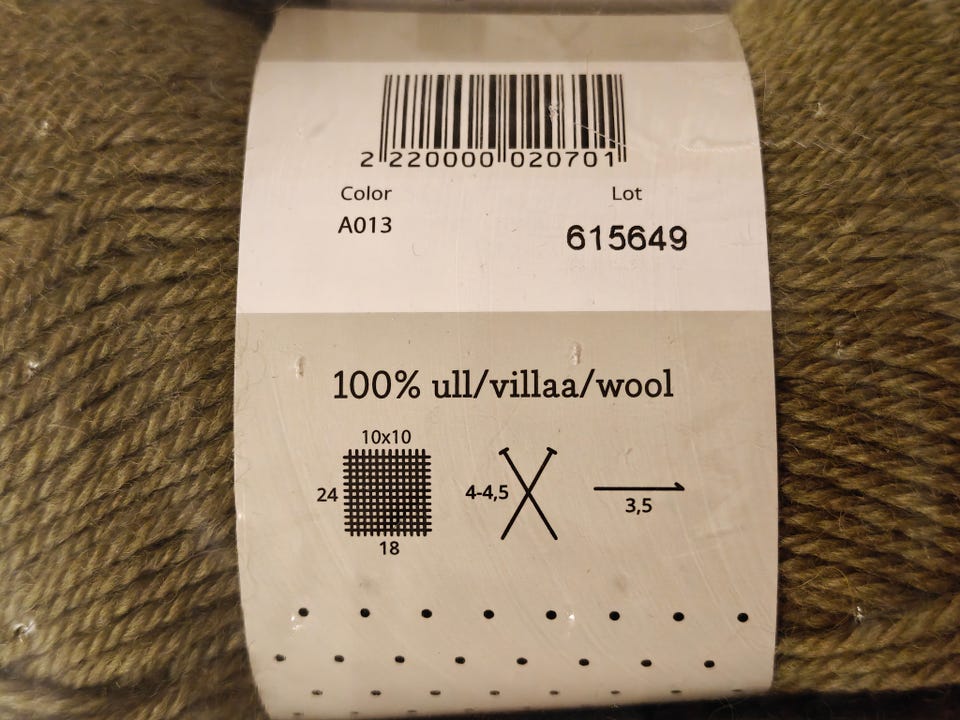 2 220000 020701
Color
Lot
A013
615649
100% ull/villaa/wool
10x10
24
18
4-4,5
3,5